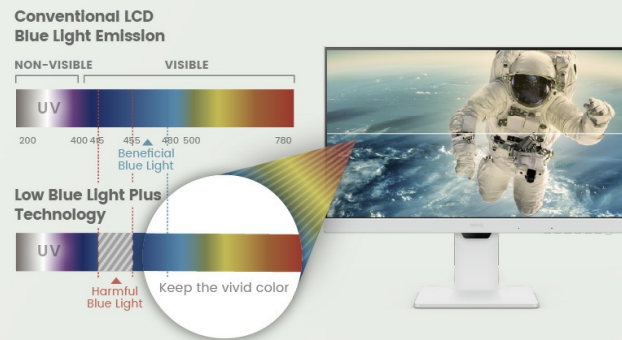 Conventional LCD
Blue Light Emission
NON-VISIBLE
VISIBLE
UV
200
400
415
455
480
500
780
Beneficial
Blue Light
Low Blue Light Plus
Technology
UV
Harmful
Blue Light
Keep the vivid color